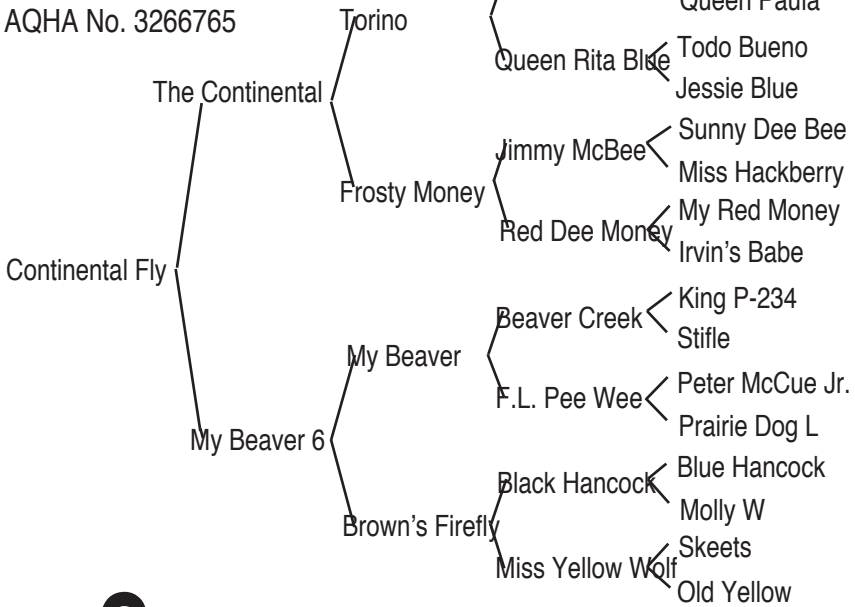 Queen Paula
AQHA No. 3266765
Torino
Queen Rita Blue
Todo Bueno
Jessie Blue
The Continental
Sunny Dee Bee
Jimmy McBee
Miss Hackberry
Frosty Money
My Red Money
Red Dee Money
Irvin's Babe
Continental Fly
King P-234
Beaver Creek
Stifle
My Beaver
Peter McCue Jr.
F.L. Pee Wee
Prairie Dog L
My Beaver 6
Blue Hancock
Black Hancock
Molly W
Brown's Firefly
Skeets
Miss Yellow Wolf
Old Yellow